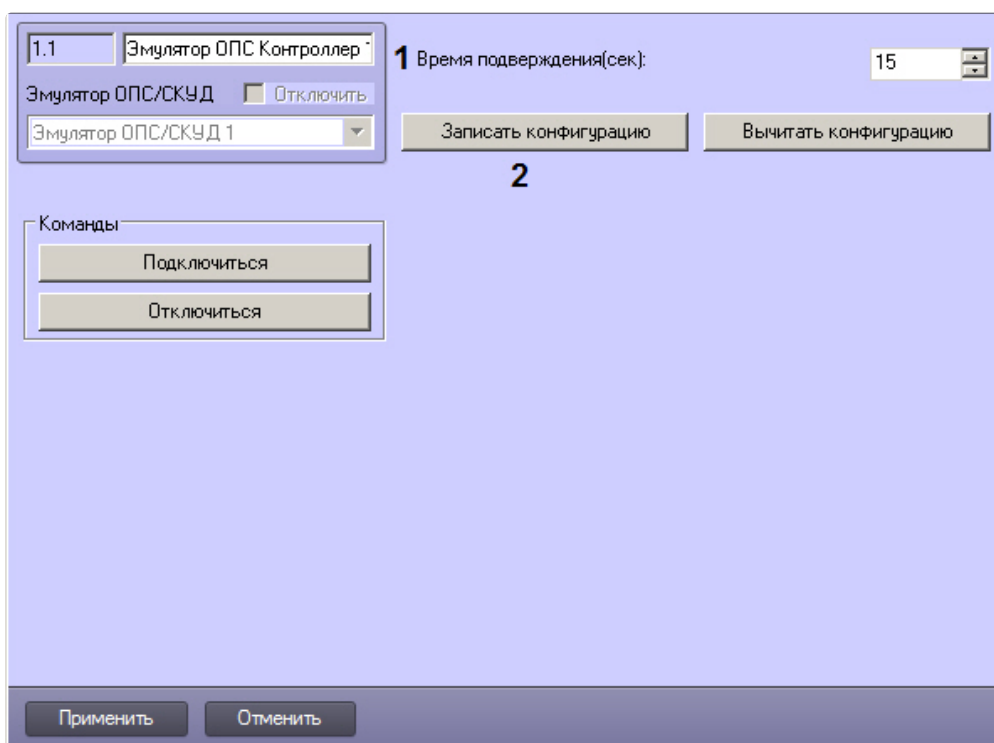 1.1
Эмулятор ОПС Контроллер
Эмулятор ОПС/СКУД
Отключить
Эмулятор ОПС/СКУД 1
1 Время подверждения(сек):
15
Записать конфигурацию
Вычитать конфигурацию
2
Команды
Подключиться
Отключиться
Применить
Отменить